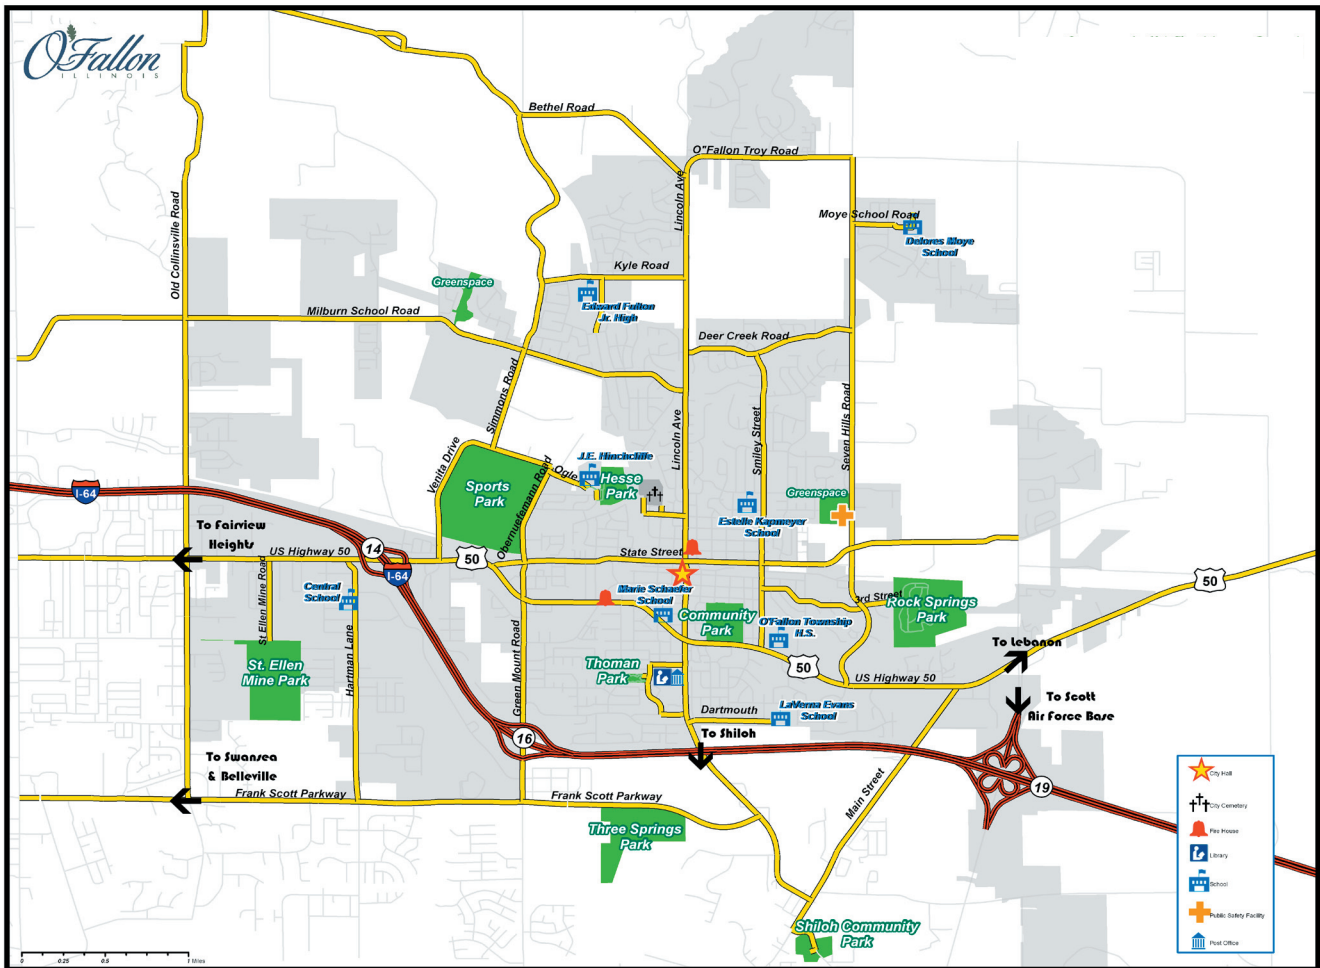 O'Fallon
ILLINOIS
Bethel Road
O"Fallon Troy Road
Lincoln Ave
Moye School Road
Delores Moye
School
Old Collinsville Road
Kyle Road
Greenspace
Edward Fulton
Jr. High
Milburn School Road
Deer Creek Road
Simmons Road
Lincoln Ave
Smiley Street
Seven Hills Road
Venita Drive
J.E. Hinchcliffe
Ogle
Hesse
Park
Sports
Park
Obernuefemann Road
I-64
Greenspace
Estelle Kapmeyer
School
To Fairview
Heights
US Highway 50
14
50
State Street
50
I-64
St Ellen Mine Road
Central
School
Marie Schaefer
School
Community
Park
3rd Street
Rock Springs
Park
O'Fallon Township
H.S.
Hartman Lane
Green Mount Road
To Lebanon
St. Ellen
Mine Park
Thoman
Park
50
US Highway 50
Dartmouth
LaVerna Evans
School
To Scott
Air Force Base
To Shiloh
16
To Swansea
& Belleville
Frank Scott Parkway
Frank Scott Parkway
Main Street
19
Three Springs
Park
Shiloh Community
Park
City Hall
City Cemetery
Fire House
Library
School
Public Safety Facility
Post Office
0 0.25 0.5 1 Miles